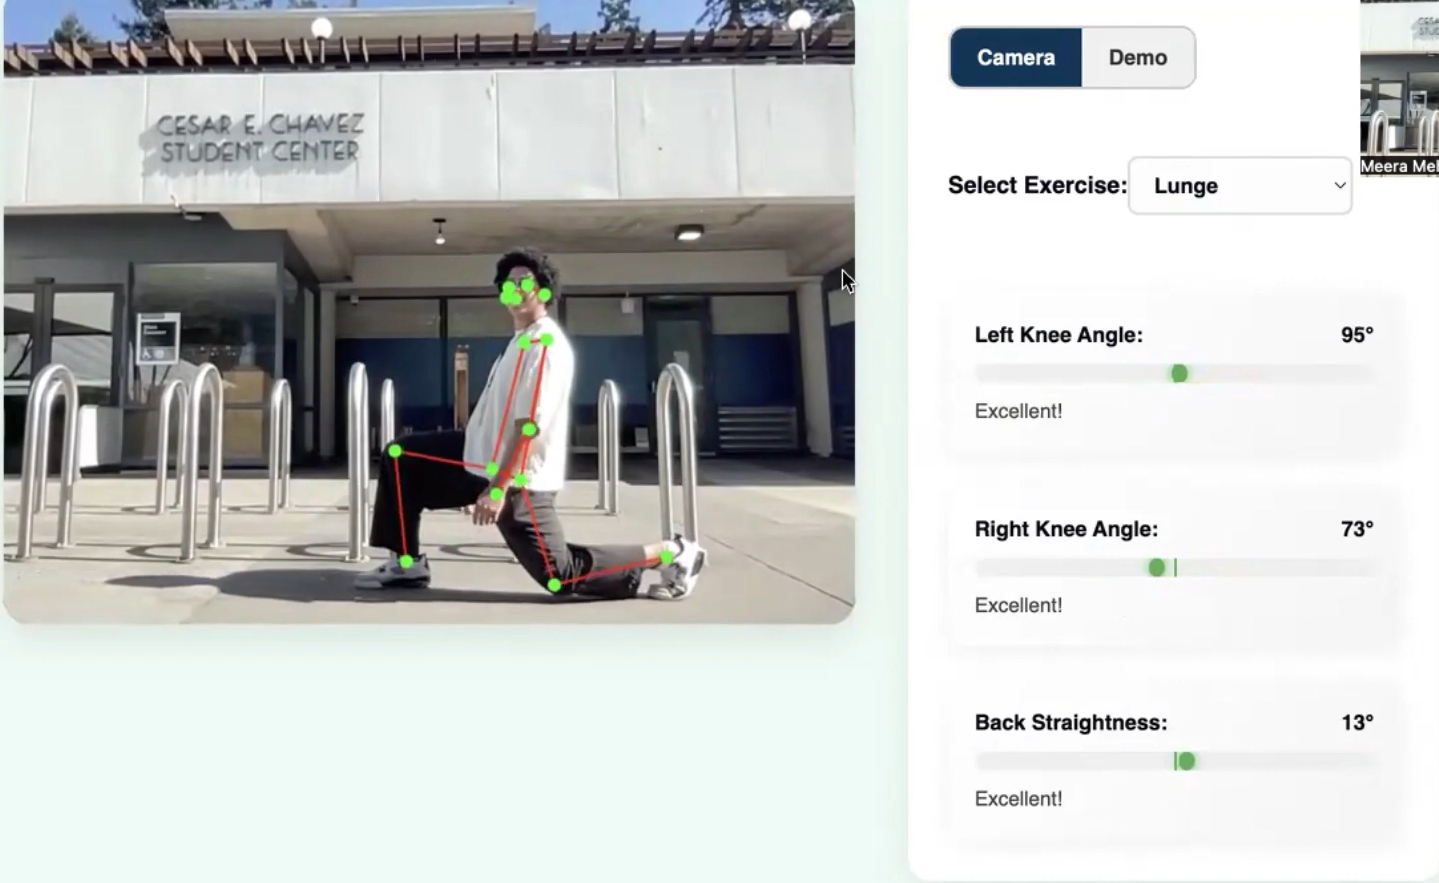 CESAR E. CHAVEZ
STUDENT CENTER
Camera
Demo
Select Exercise:
Lunge
Meera Mel
Left Knee Angle:
95°
Excellent!
Right Knee Angle:
73°
Excellent!
Back Straightness:
13°
Excellent!